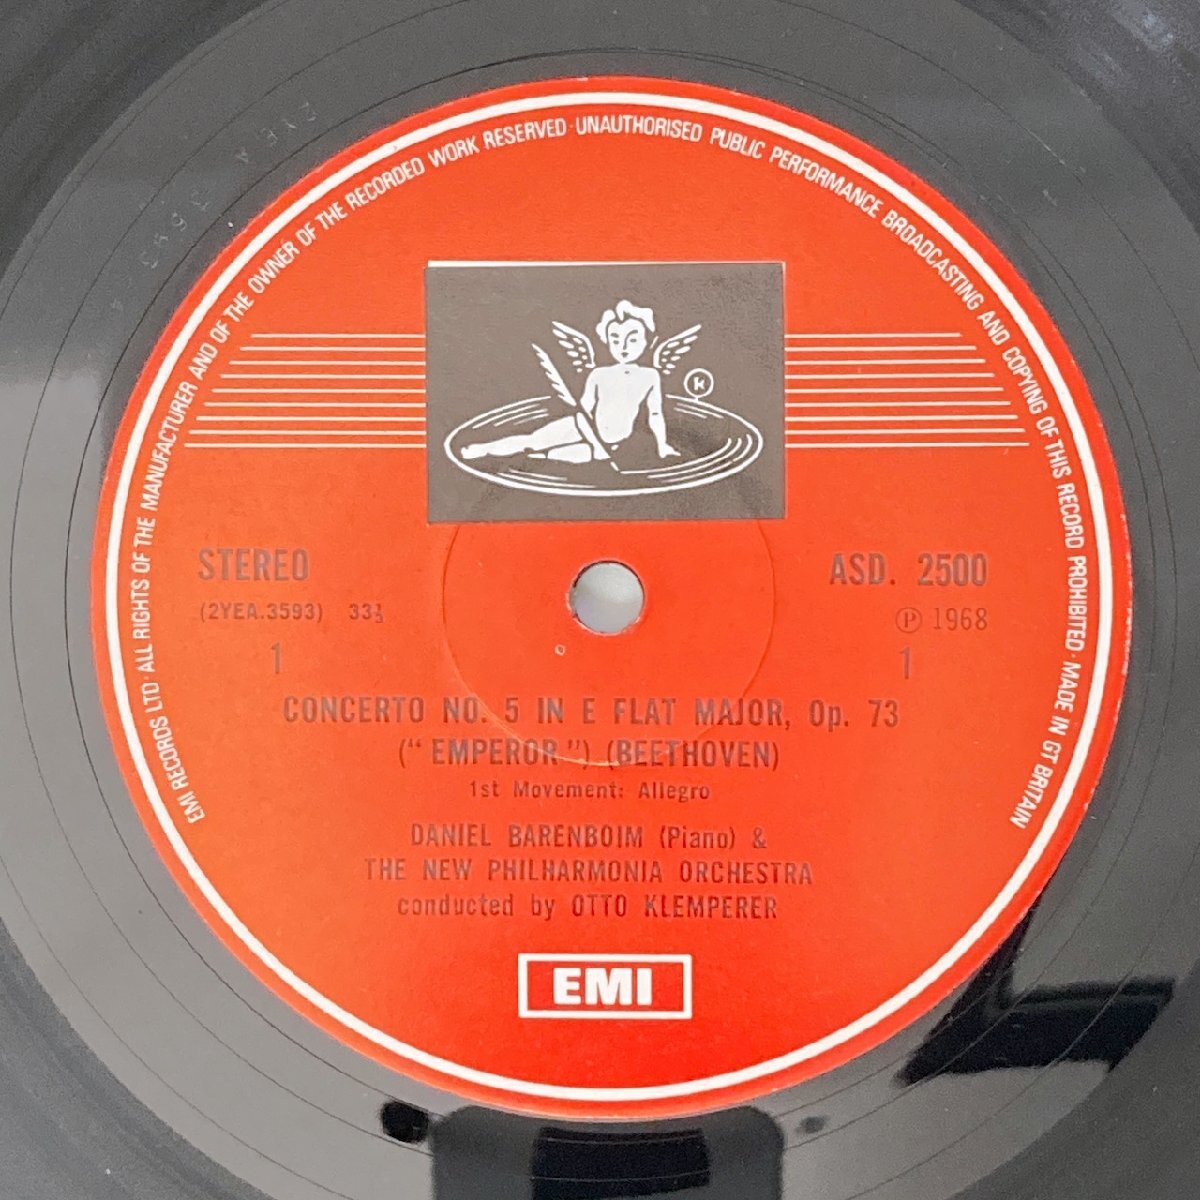 EMI RECORDS LTD · ALL RIGHTS OF THE MANUFACTURER AND OF THE OWNER OF THE RECORDED WORK RESERVED · UNAUTHORISED PUBLIC PERFORMANCE BROADCASTING AND COPYING OF THIS RECORD PROHIBITED · MADE IN GT BRITAIN
STEREO ASD. 2500
(2YEA.3593) 33⅓ Ⓟ 1968
1 1
CONCERTO NO. 5 IN E FLAT MAJOR, Op. 73
("EMPEROR") (BEETHOVEN)
1st Movement: Allegro
DANIEL BARENBOIM (Piano) &
THE NEW PHILHARMONIA ORCHESTRA
conducted by OTTO KLEMPERER
EMI